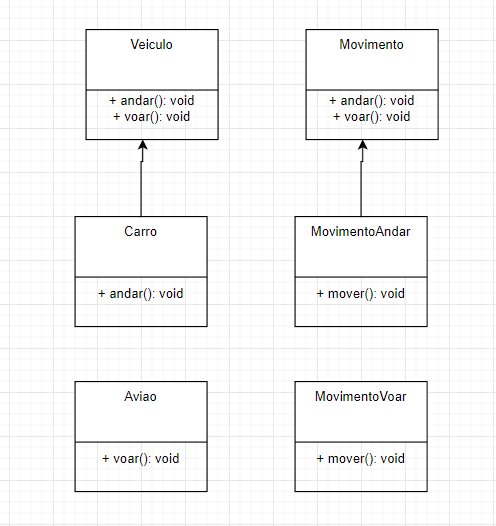 Veiculo
+ andar(): void
+ voar(): void
Movimento
+ andar(): void
+ voar(): void
Carro
+ andar(): void
MovimentoAndar
+ mover(): void
Aviao
+ voar(): void
MovimentoVoar
+ mover(): void